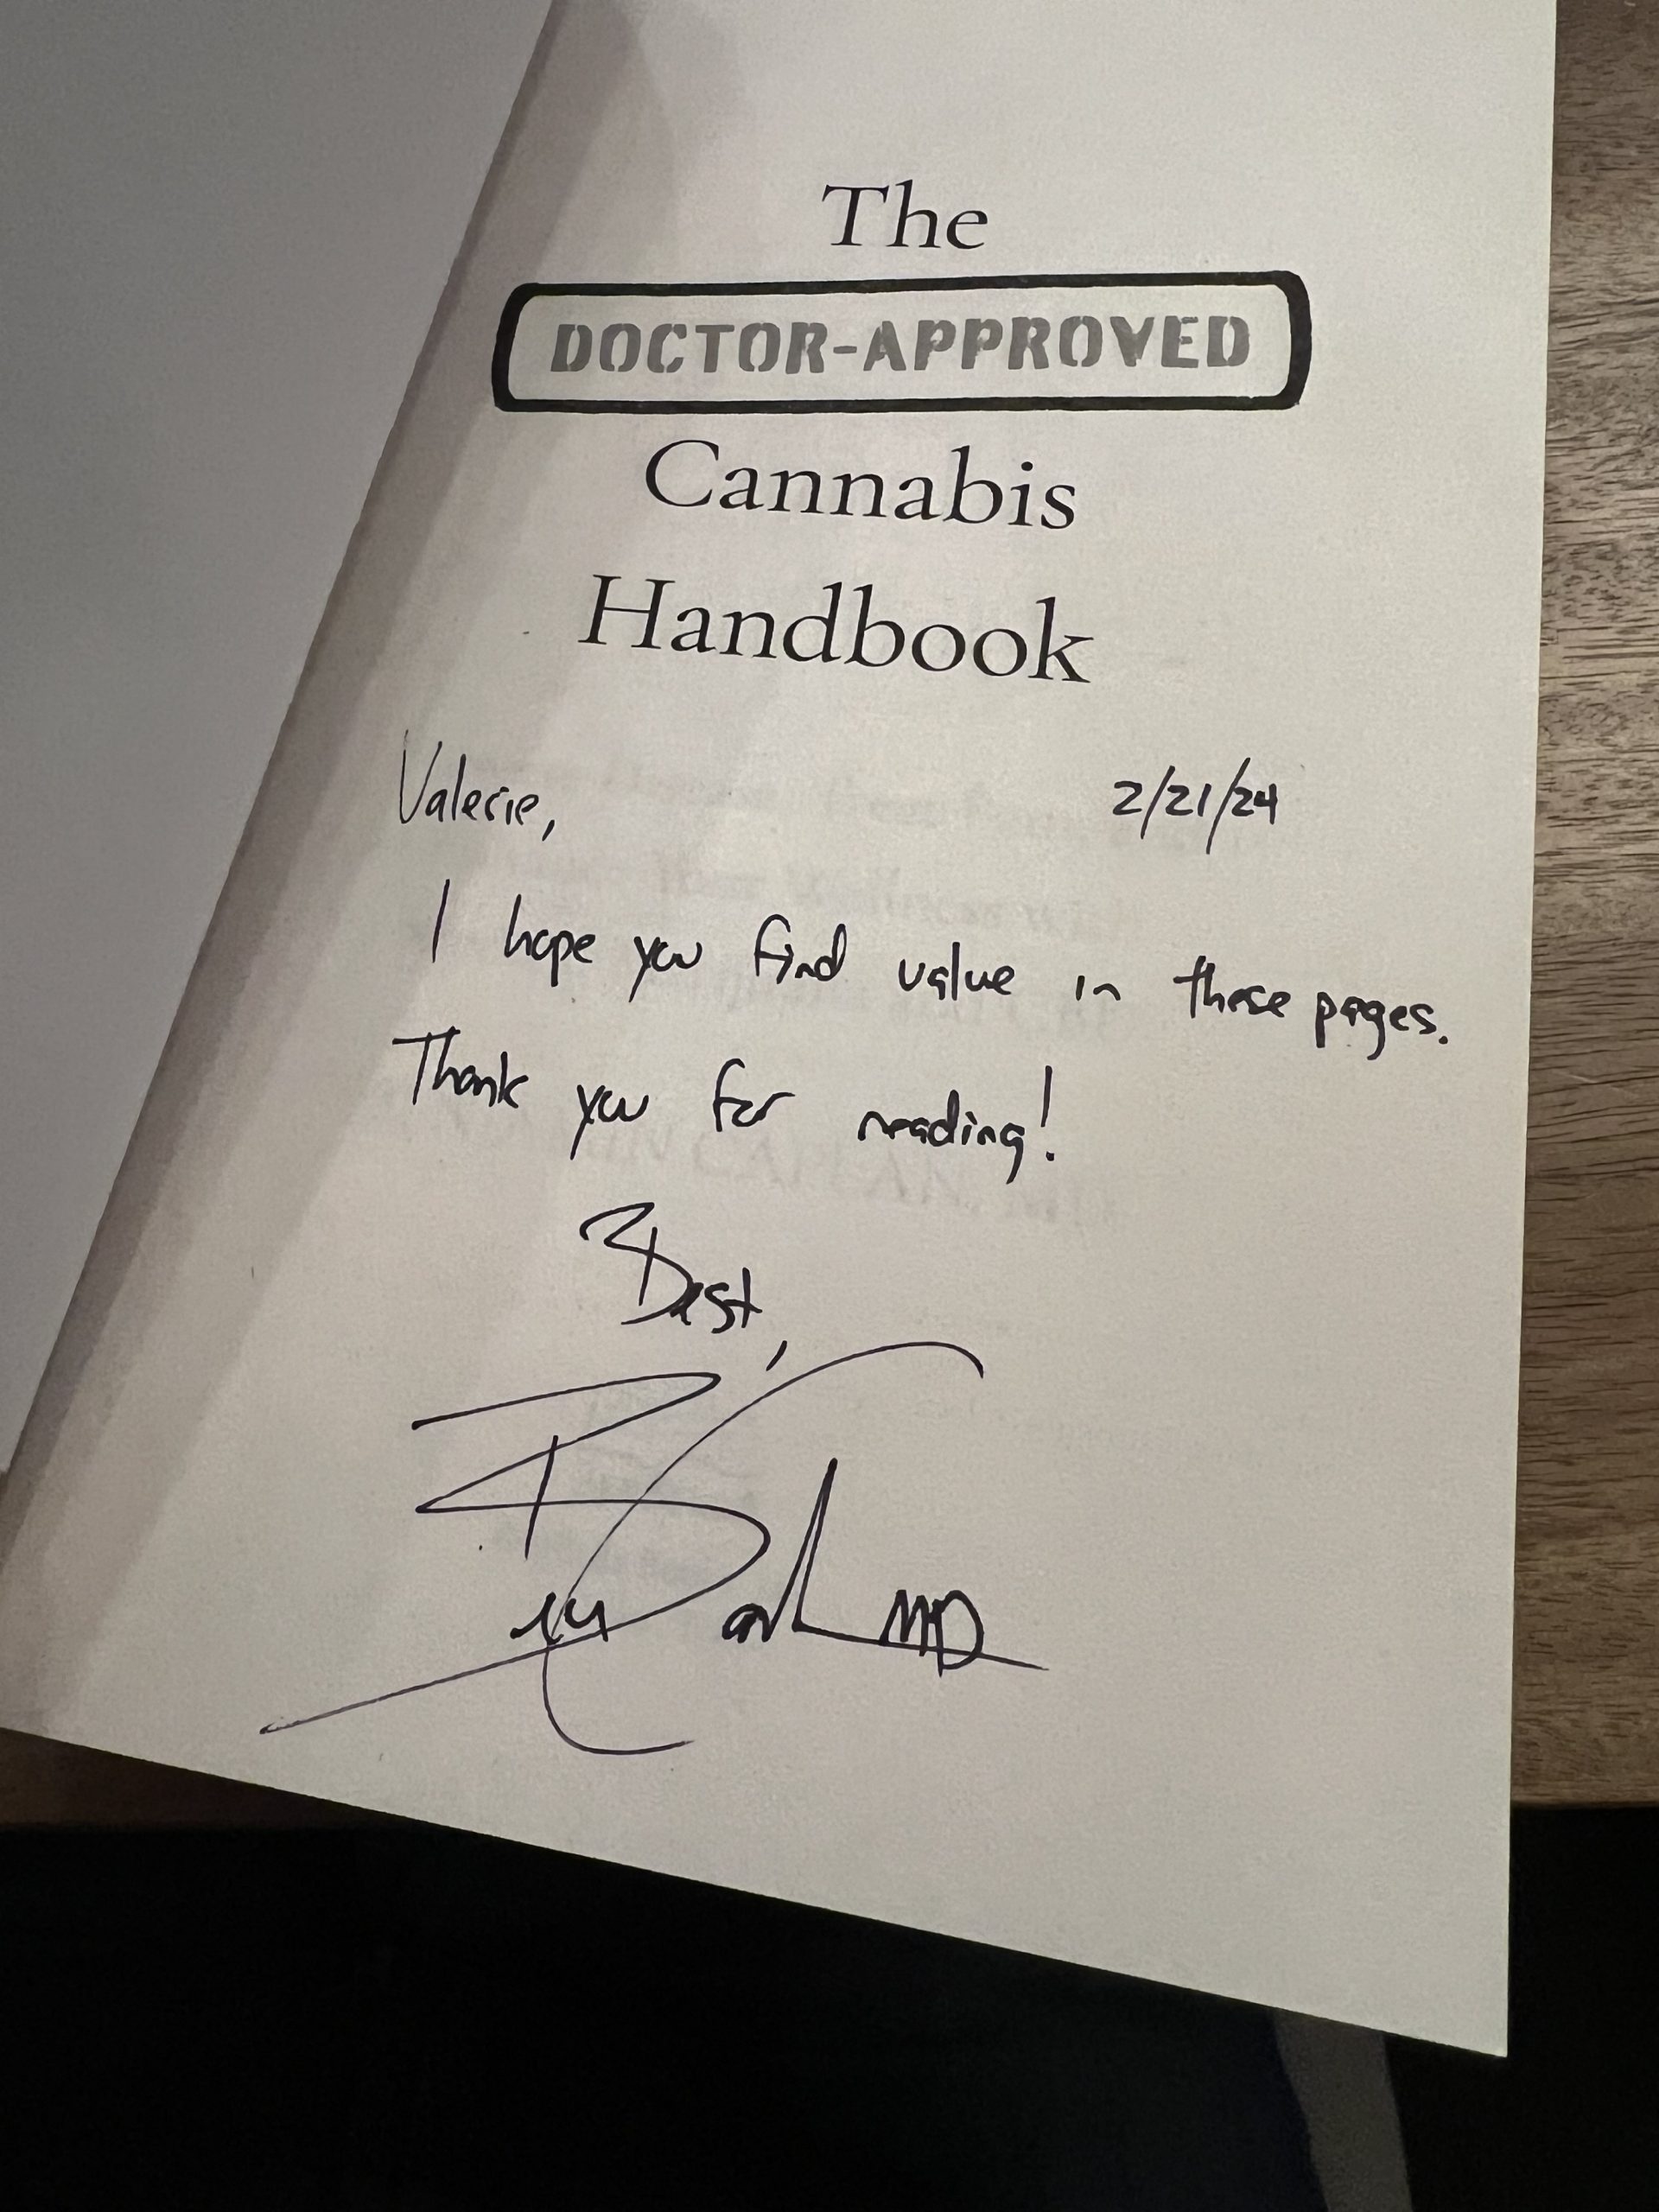 The
DOCTOR-APPROVED
Cannabis
Handbook
Valerie,
2/21/24
I hope you find value in these pages.
Thank you for reading!
Best,
MD